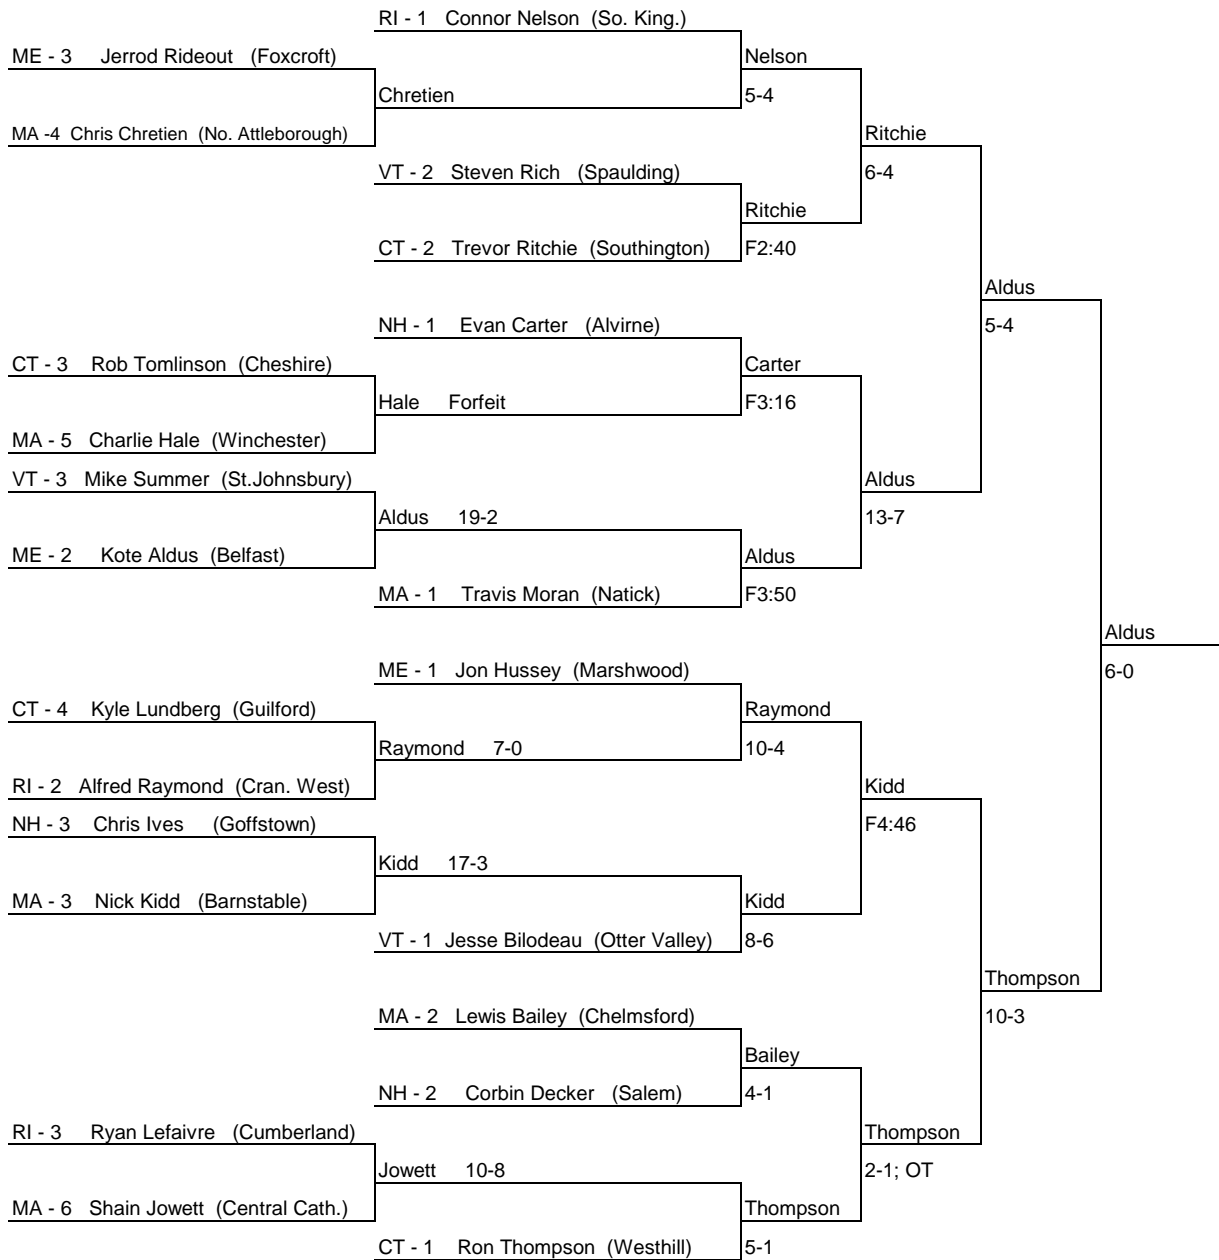 RI - 1 Connor Nelson (So. King.)
ME - 3 Jerrod Rideout (Foxcroft) Nelson
Chretien 5-4
MA -4 Chris Chretien (No. Attleborough) Ritchie
VT - 2 Steven Rich (Spaulding) 6-4
Ritchie
CT - 2 Trevor Ritchie (Southington) F2:40
Aldus
NH - 1 Evan Carter (Alvirne) 5-4
CT - 3 Rob Tomlinson (Cheshire) Carter
Hale Forfeit F3:16
MA - 5 Charlie Hale (Winchester)
VT - 3 Mike Summer (St.Johnsbury) Aldus
Aldus 19-2 13-7
ME - 2 Kote Aldus (Belfast) Aldus
MA - 1 Travis Moran (Natick) F3:50
Aldus
ME - 1 Jon Hussey (Marshwood) 6-0
CT - 4 Kyle Lundberg (Guilford) Raymond
Raymond 7-0 10-4
RI - 2 Alfred Raymond (Cran. West) Kidd
NH - 3 Chris Ives (Goffstown) F4:46
Kidd 17-3
MA - 3 Nick Kidd (Barnstable) Kidd
VT - 1 Jesse Bilodeau (Otter Valley) 8-6
Thompson
MA - 2 Lewis Bailey (Chelmsford) 10-3
Bailey
NH - 2 Corbin Decker (Salem) 4-1
RI - 3 Ryan Lefaivre (Cumberland) Thompson
Jowett 10-8 2-1; OT
MA - 6 Shain Jowett (Central Cath.) Thompson
CT - 1 Ron Thompson (Westhill) 5-1